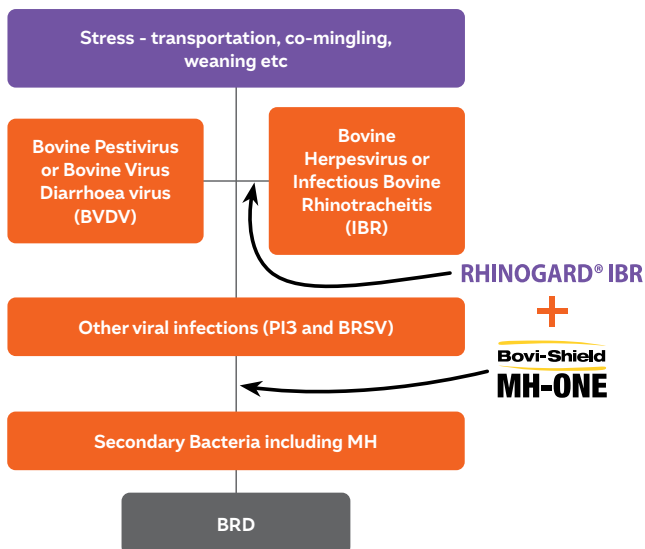 Stress - transportation, co-mingling,
weaning etc
Bovine Pestivirus
or Bovine Virus
Diarrhoea virus
(BVDV)
Bovine
Herpesvirus or
Infectious Bovine
Rhinotracheitis
(IBR)
RHINOGARD® IBR
+
Other viral infections (PI3 and BRSV)
Bovi-Shield
MH-ONE
Secondary Bacteria including MH
BRD